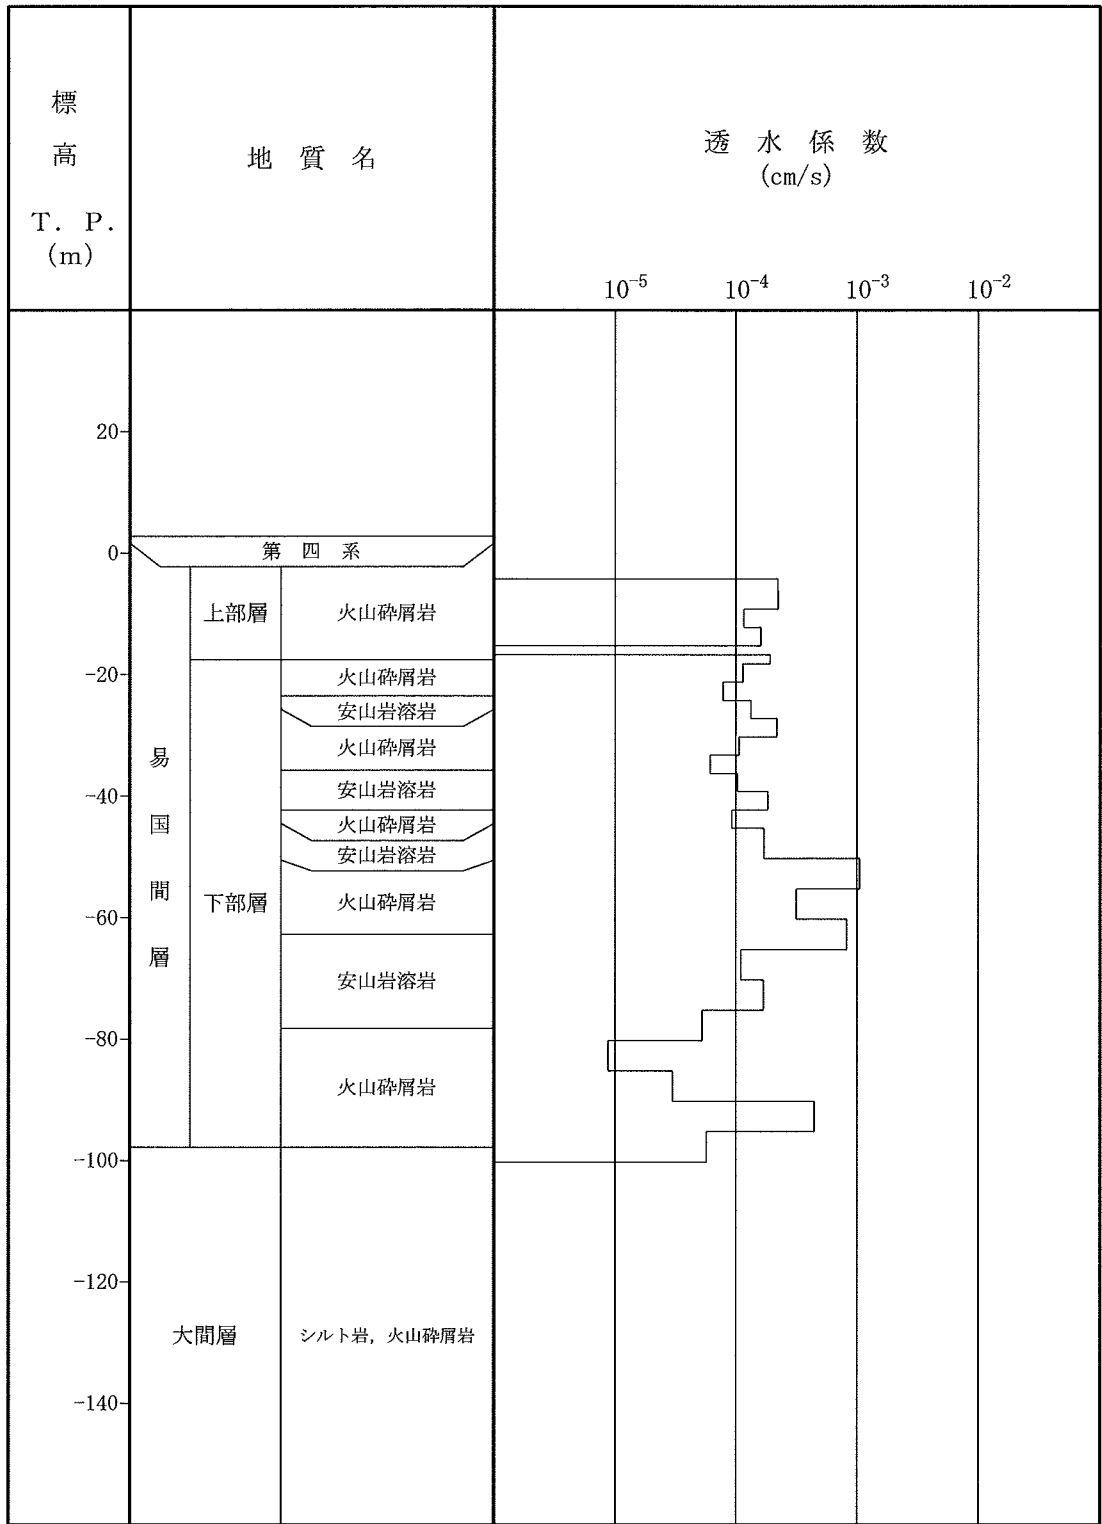 標
高
T. P.
(m)
地 質 名
透 水 係 数
(cm/s)
10⁻⁵ 10⁻⁴ 10⁻³ 10⁻²
20
0
-20
-40
-60
-80
-100
-120
-140
第 四 系
易
国
間
層
上部層
火山砕屑岩
下部層
火山砕屑岩
安山岩溶岩
火山砕屑岩
安山岩溶岩
火山砕屑岩
安山岩溶岩
火山砕屑岩
安山岩溶岩
火山砕屑岩
大間層
シルト岩，火山砕屑岩